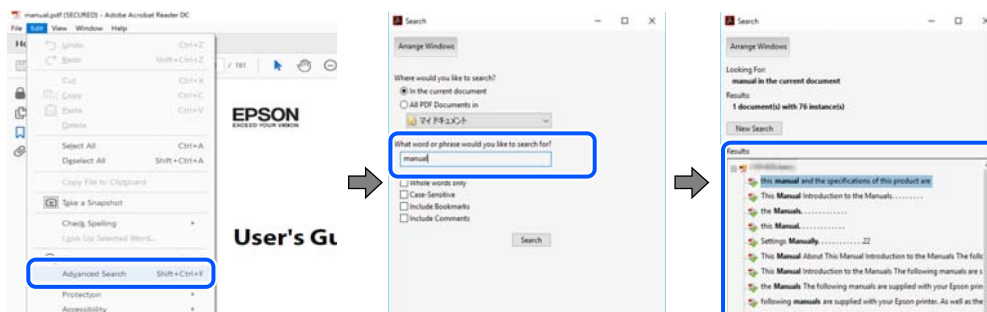 manual.pdf (SECURED) - Adobe Acrobat Reader DC
File Edit View Window Help
Undo Ctrl+Z
Redo Shift+Ctrl+Z
Cut Ctrl+X
Copy Ctrl+C
Paste Ctrl+V
Delete
Select All Ctrl+A
Deselect All Shift+Ctrl+A
Copy File to Clipboard
Take a Snapshot
Check Spelling
Look Up Selected Word...
Advanced Search Shift+Ctrl+F
Protection
Accessibility
/ 191
EPSON
EXCEED YOUR VISION
User's Gu
Search
Arrange Windows
Where would you like to search?
In the current document
All PDF Documents in
マイ ドキュメント
What word or phrase would you like to search for?
manual
Whole words only
Case-Sensitive
Include Bookmarks
Include Comments
Search
Search
Arrange Windows
Looking For:
manual in the current document
Results:
1 document(s) with 76 instance(s)
New Search
Results:
this manual and the specifications of this product are
This Manual Introduction to the Manuals. . . . . . . .
the Manuals. . . . . . . . . . . . .
this Manual. . . . . . . . . . . . .
Settings Manually. . . . . . . . . . . . .22
This Manual About This Manual Introduction to the Manuals The follo
This Manual Introduction to the Manuals The following manuals are s
the Manuals The following manuals are supplied with your Epson prin
following manuals are supplied with your Epson printer. As well as the